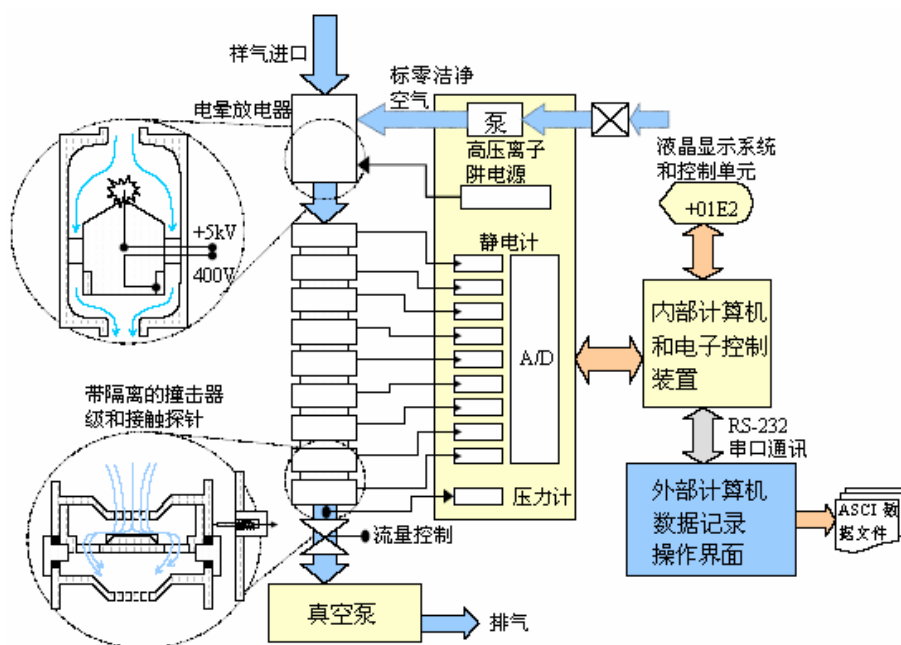 样气进口
标零洁净
空气
电晕放电器
泵
高压离子
阱电源
液晶显示系统
和控制单元
+01E2
+5kV
400V
静电计
A/D
内部计算机
和电子控制
装置
带隔离的撞击器
级和接触探针
RS-232
串口通讯
压力计
外部计算机
数据记录
操作界面
ASCI 数
据文件
流量控制
真空泵
排气